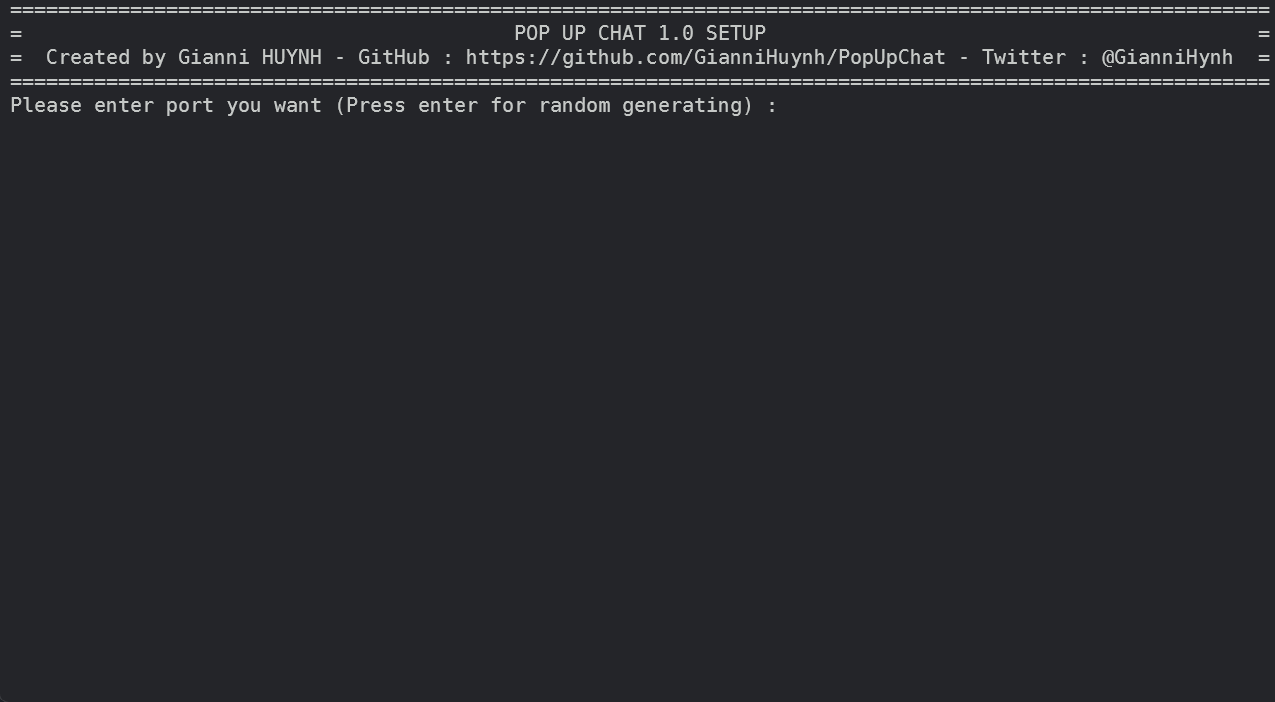 =========================================================================================================
=                                         POP UP CHAT 1.0 SETUP                                         =
=  Created by Gianni HUYNH - GitHub : https://github.com/GianniHuynh/PopUpChat - Twitter : @GianniHynh  =
=========================================================================================================
Please enter port you want (Press enter for random generating) :